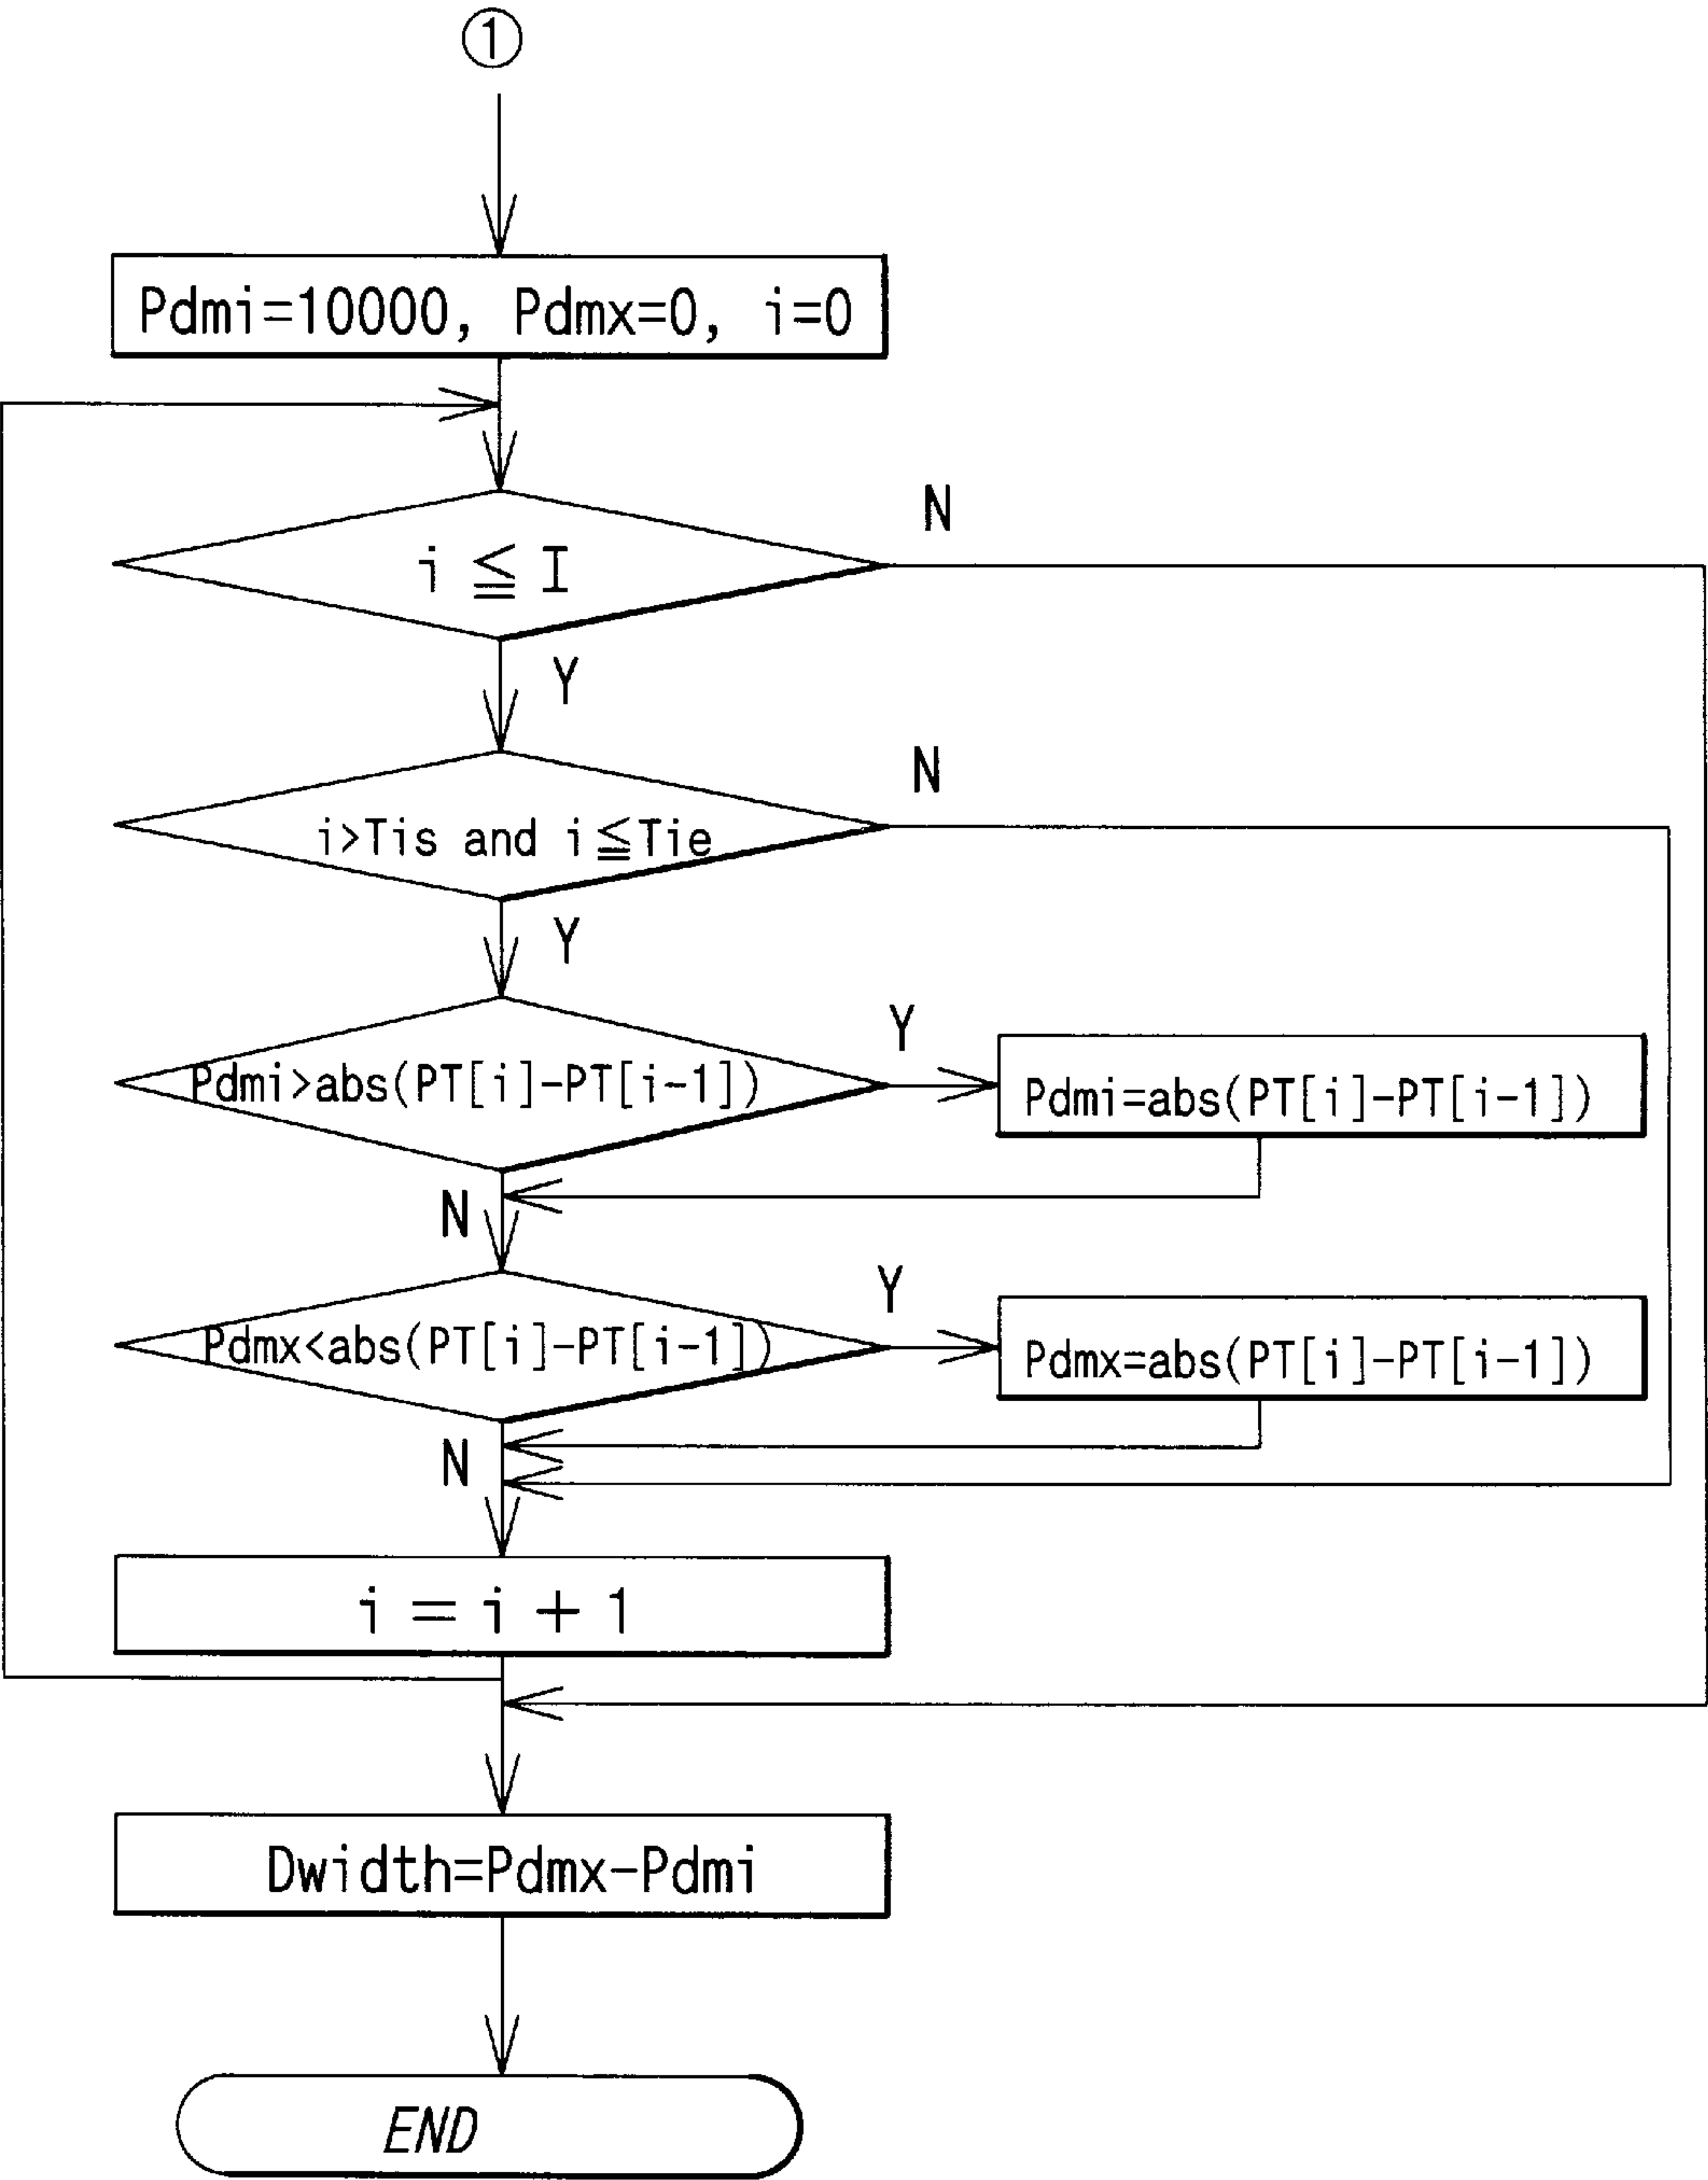 ①
Pdmi=10000, Pdmx=0, i=0
N
i ≦ I
Y
N
i>Tis and i≦Tie
Y
Y
Pdmi>abs(PT[i]-PT[i-1])
Pdmi=abs(PT[i]-PT[i-1])
N
Y
Pdmx<abs(PT[i]-PT[i-1])
Pdmx=abs(PT[i]-PT[i-1])
N
i = i + 1
Dwidth=Pdmx-Pdmi
END